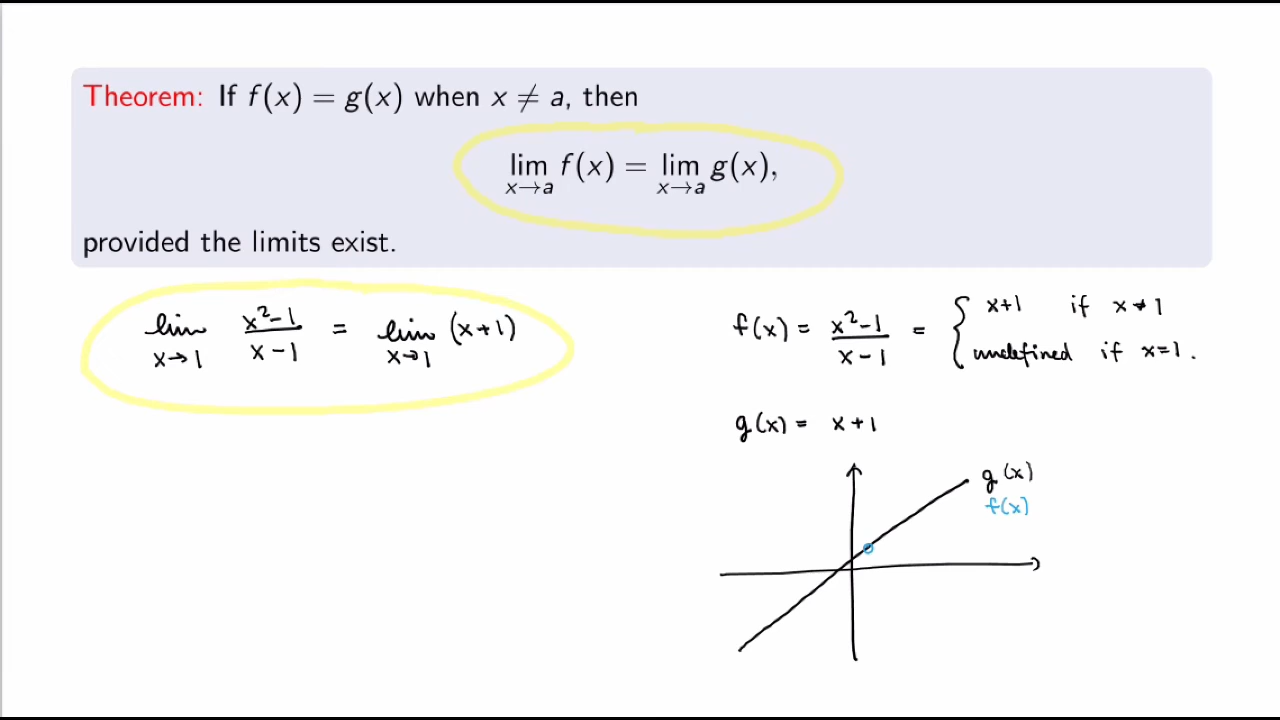 Theorem: If f(x) = g(x) when x ≠ a, then
lim f(x) = lim g(x),
x→a x→a
provided the limits exist.
lim x²-1 = lim (x+1)
x→1 x-1 x→1
f(x) = x²-1 = { x+1 if x ≠ 1
x-1 undefined if x=1.
g(x) = x+1
g(x)
f(x)